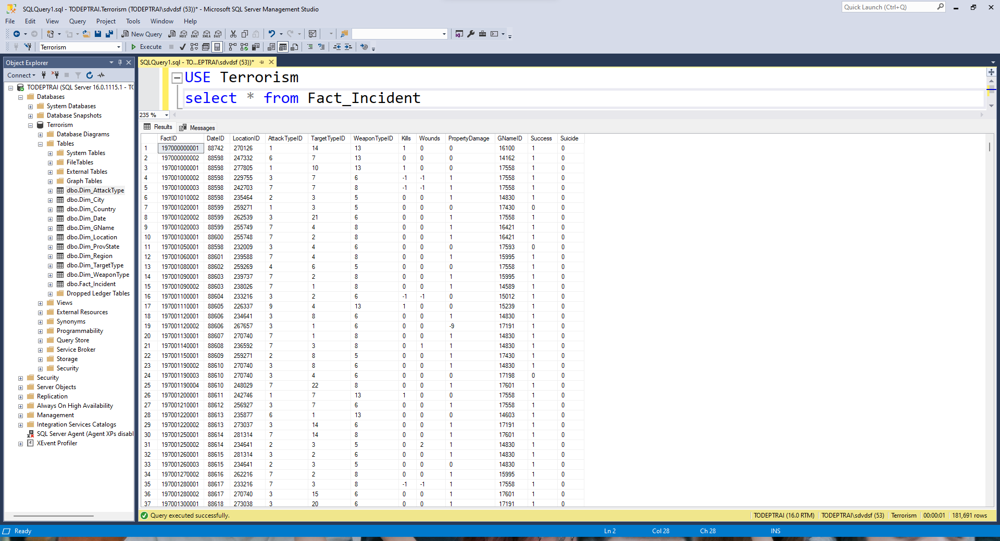 SQLQuery1.sql - TODEPTRAI.Terrorism (TODEPTRAI\sdvdsf (53))* - Microsoft SQL Server Management Studio
Quick Launch (Ctrl+Q)
File Edit View Query Project Tools Window Help
New Query MDX DMX XMLA DAX
Terrorism Execute
Object Explorer
Connect
TODEPTRAI (SQL Server 16.0.1115.1 - TO
Databases
System Databases
Database Snapshots
Terrorism
Database Diagrams
Tables
System Tables
FileTables
External Tables
Graph Tables
dbo.Dim_AttackType
dbo.Dim_City
dbo.Dim_Country
dbo.Dim_Date
dbo.Dim_GName
dbo.Dim_Location
dbo.Dim_ProvState
dbo.Dim_Region
dbo.Dim_TargetType
dbo.Dim_WeaponType
dbo.Fact_Incident
Dropped Ledger Tables
Views
External Resources
Synonyms
Programmability
Query Store
Service Broker
Storage
Security
Security
Server Objects
Replication
Always On High Availability
Management
Integration Services Catalogs
SQL Server Agent (Agent XPs disabl
XEvent Profiler
SQLQuery1.sql - TO...EPTRAI\sdvdsf (53))*
USE Terrorism
select * from Fact_Incident
235 %
Results Messages
FactID DateID LocationID AttackTypeID TargetTypeID WeaponTypeID Kills Wounds PropertyDamage GNameID Success Suicide
1 197000000001 88742 270126 1 14 13 1 0 0 16100 1 0
2 197000000002 88598 247332 6 7 13 0 0 0 14162 1 0
3 197001000001 88598 277805 1 10 13 1 0 0 17558 1 0
4 197001000002 88598 229755 3 7 6 -1 -1 1 17558 1 0
5 197001000003 88598 242703 7 7 8 -1 -1 1 17558 1 0
6 197001010002 88598 235464 2 3 5 0 0 1 14830 1 0
7 197001020001 88599 259271 1 3 5 0 0 0 17430 0 0
8 197001020002 88599 262539 3 21 6 0 0 1 17558 1 0
9 197001020003 88599 255749 7 4 8 0 0 1 16421 1 0
10 197001030001 88600 255748 7 2 8 0 0 1 16421 1 0
11 197001050001 88598 232009 3 4 6 0 0 0 17593 0 0
12 197001060001 88601 239588 7 4 8 0 0 1 15995 1 0
13 197001080001 88602 259269 4 6 5 0 0 0 17558 1 0
14 197001090001 88603 239737 7 2 8 0 0 1 15995 1 0
15 197001090002 88603 238026 7 1 8 0 0 1 14589 1 0
16 197001100001 88604 233216 3 2 6 -1 -1 0 15012 1 0
17 197001110001 88605 226337 9 4 13 1 0 0 15239 1 0
18 197001120001 88606 234641 3 8 6 0 0 1 14830 1 0
19 197001120002 88606 267657 3 1 6 0 0 -9 17191 1 0
20 197001130001 88607 270740 7 1 8 0 0 1 14830 1 0
21 197001140001 88608 236592 7 3 8 0 1 1 14830 1 0
22 197001150001 88609 259271 2 8 5 0 0 1 17430 1 0
23 197001190002 88610 270740 3 8 6 0 0 1 14830 1 0
24 197001190003 88610 270740 3 4 6 0 0 0 17198 0 0
25 197001190004 88610 248029 7 22 8 0 0 1 17601 1 0
26 197001200001 88611 242746 1 7 13 1 0 0 17558 1 0
27 197001210001 88612 256927 3 7 6 0 0 1 17558 1 0
28 197001220001 88613 235877 6 1 13 0 0 0 14603 1 0
29 197001220002 88613 273037 3 14 6 0 0 1 17191 1 0
30 197001250001 88614 281314 7 14 8 0 0 1 17601 1 0
31 197001250002 88614 234641 2 3 5 0 2 1 14830 1 0
32 197001260001 88615 281314 3 2 6 0 0 1 14830 1 0
33 197001260003 88615 234641 2 3 5 0 0 0 14830 1 0
34 197001270002 88616 262216 7 2 8 0 0 1 15995 1 0
35 197001280001 88617 233216 7 3 8 -1 -1 1 17558 1 0
36 197001280002 88617 270740 3 15 6 0 0 1 17601 1 0
37 197001300001 88618 273038 3 20 6 0 0 1 17191 1 0
Query executed successfully. TODEPTRAI (16.0 RTM) TODEPTRAI\sdvdsf (53) Terrorism 00:00:01 181,691 rows
Ready Ln 2 Col 28 Ch 28 INS